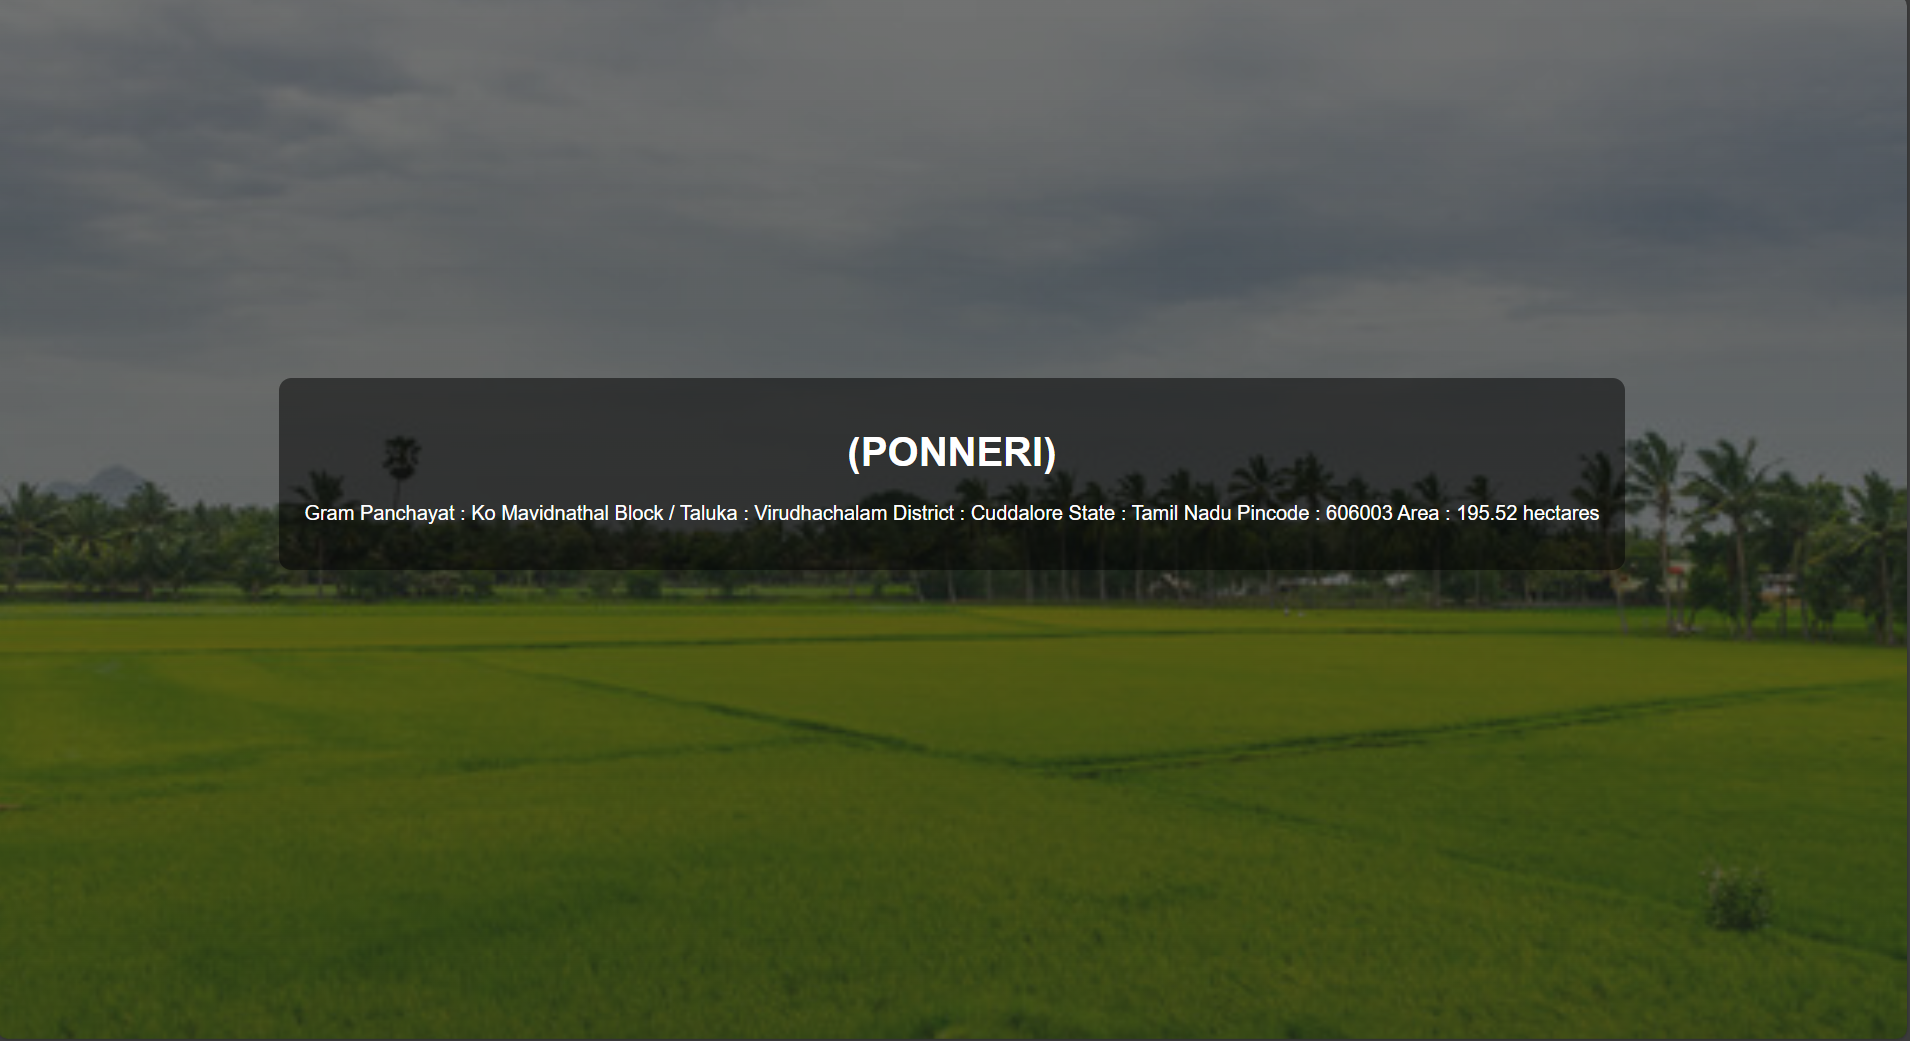 (PONNERI)
Gram Panchayat : Ko Mavidnathal Block / Taluka : Virudhachalam District : Cuddalore State : Tamil Nadu Pincode : 606003 Area : 195.52 hectares